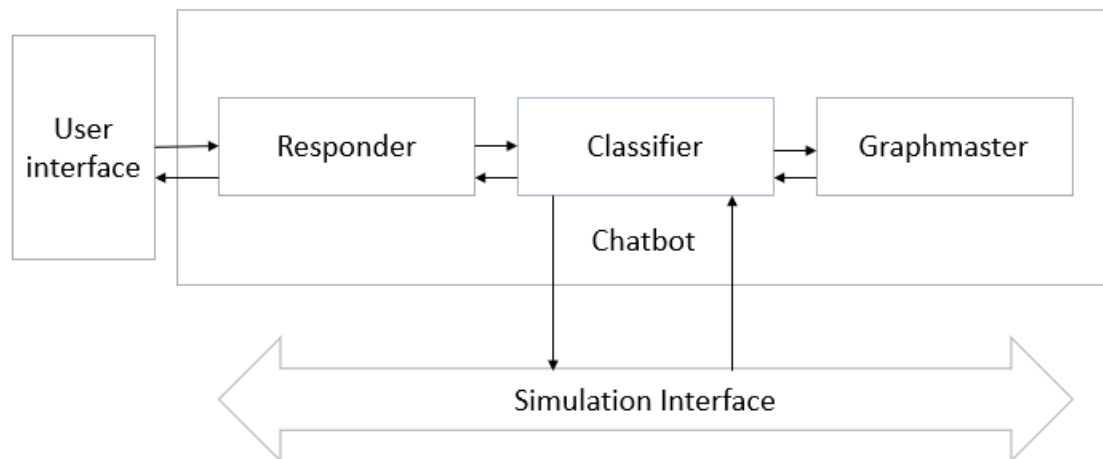 User
interface
Responder
Classifier
Graphmaster
Chatbot
Simulation Interface